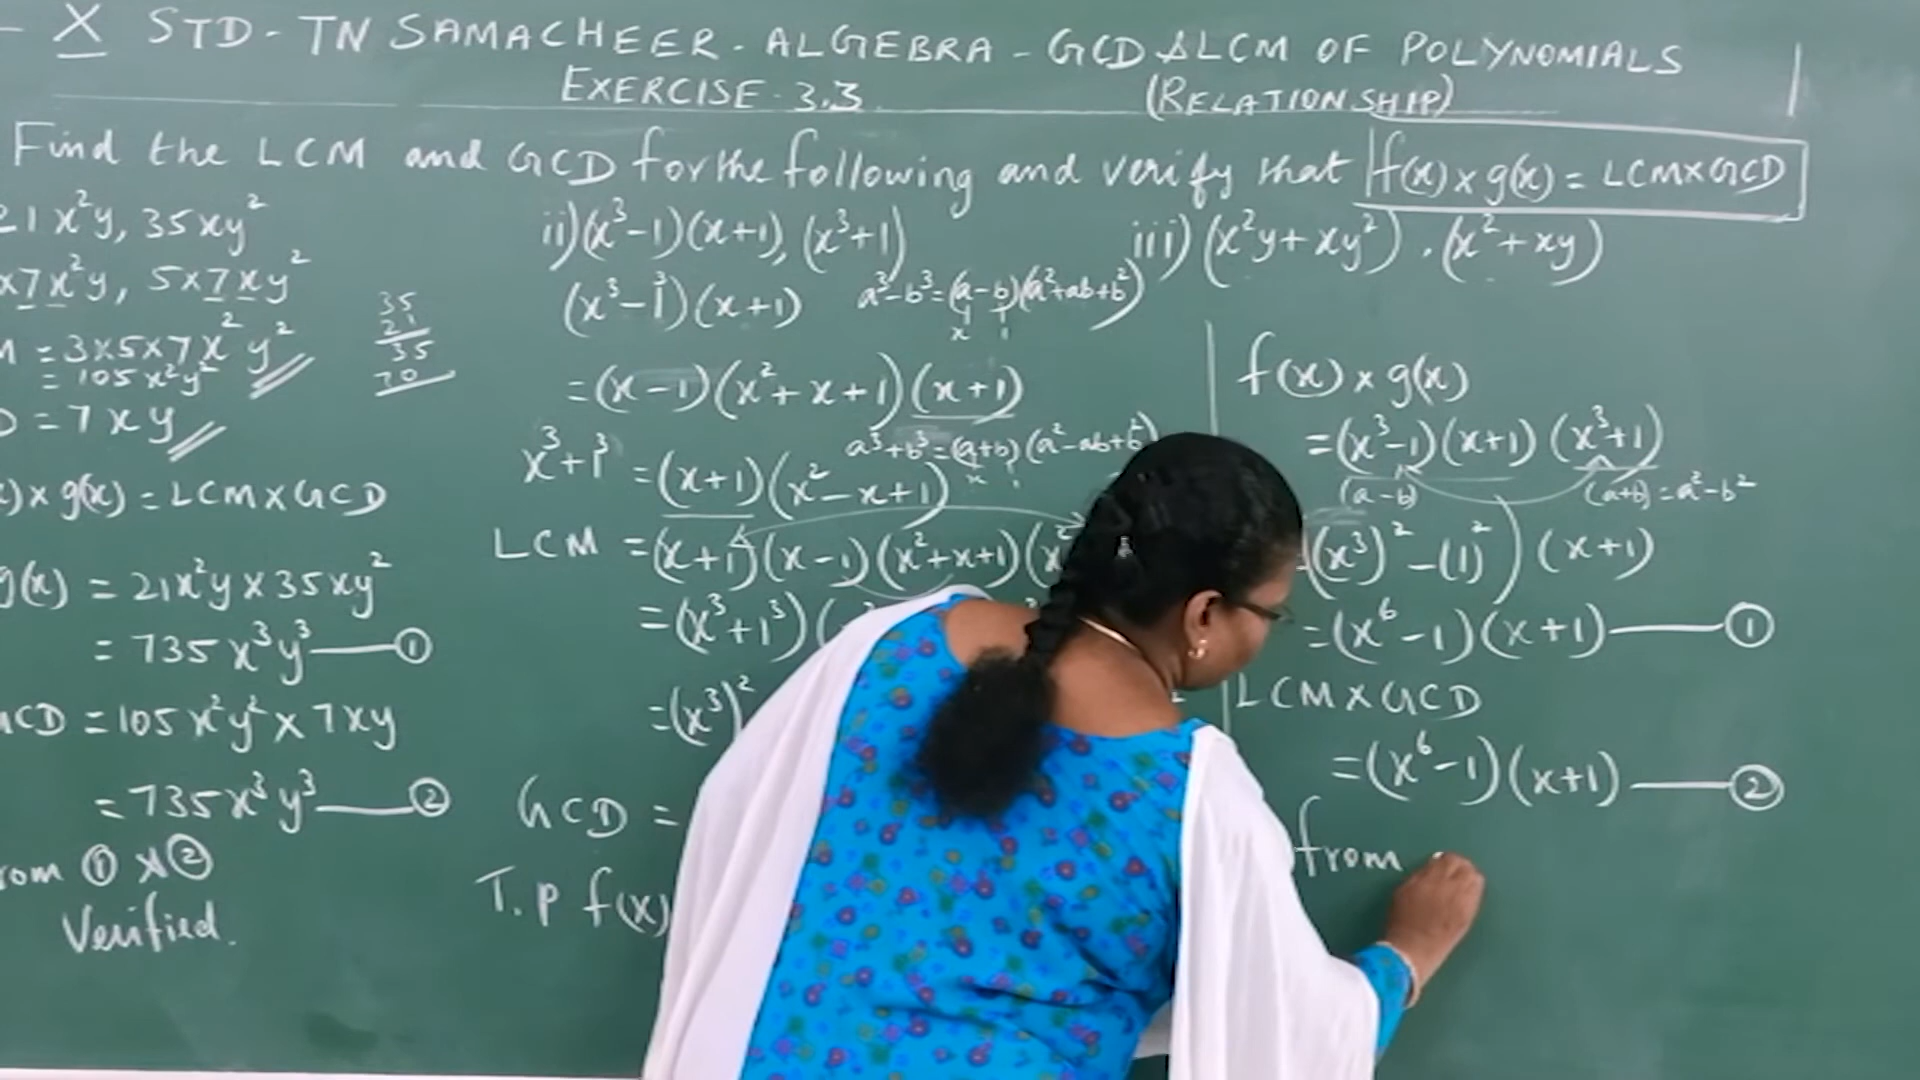 - X STD - TN SAMACHEER - ALGEBRA - GCD & LCM OF POLYNOMIALS
EXERCISE - 3.3 (RELATIONSHIP)
Find the LCM and GCD for the following and verify that f(x) x g(x) = LCM x GCD
21x²y, 35xy²
x7x²y, 5x7xy²
M = 3x5x7x²y²
= 105x²y²
D = 7xy
35
21
35
70
) x g(x) = LCM x GCD
g(x) = 21x²y x 35xy²
= 735x³y³ — ①
GCD = 105x²y² x 7xy
= 735x³y³ — ②
rom ① & ②
Verified.
ii) (x³-1)(x+1), (x³+1)
(x³-1³)(x+1) a³-b³=(a-b)(a²+ab+b²)
x 1
= (x-1)(x²+x+1)(x+1)
a³+b³=(a+b)(a²-ab+b²)
x 1
x³+1³ = (x+1)(x²-x+1)
LCM = (x+1)(x-1)(x²+x+1)(x²
= (x³+1³)(
= (x³)²
GCD =
T.P f(x)
iii) (x²y+xy²), (x²+xy)
f(x) x g(x)
= (x³-1)(x+1)(x³+1)
(a-b) (a+b) = a²-b²
(x³)²-(1)²)(x+1)
= (x⁶-1)(x+1) — ①
LCM x GCD
= (x⁶-1)(x+1) — ②
from